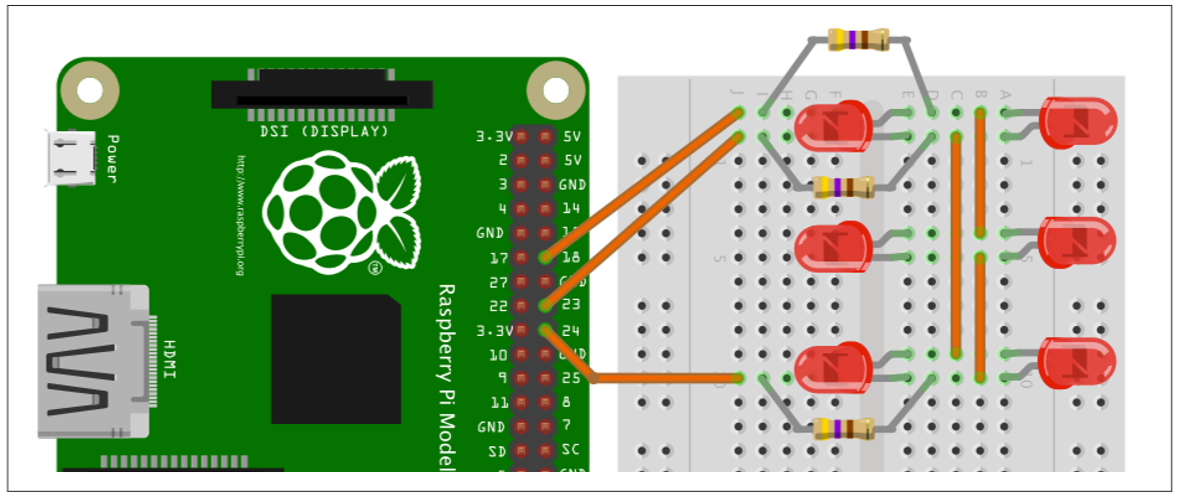 DSI (DISPLAY)
Power
http://www.raspberrypi.org
TM
HDMI
Raspberry Pi Model
3.3V 5V
2 5V
3 GND
4 14
GND
17 18
27
22 23
3.3V 24
10
9 25
11 8
GND 7
SD SC
J I H G F E D C B A
1
5
10